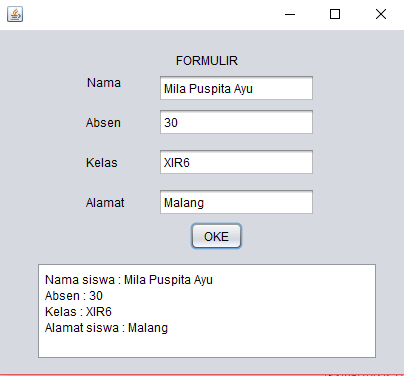 FORMULIR
Nama Mila Puspita Ayu
Absen 30
Kelas XIR6
Alamat Malang
OKE
Nama siswa : Mila Puspita Ayu
Absen : 30
Kelas : XIR6
Alamat siswa : Malang